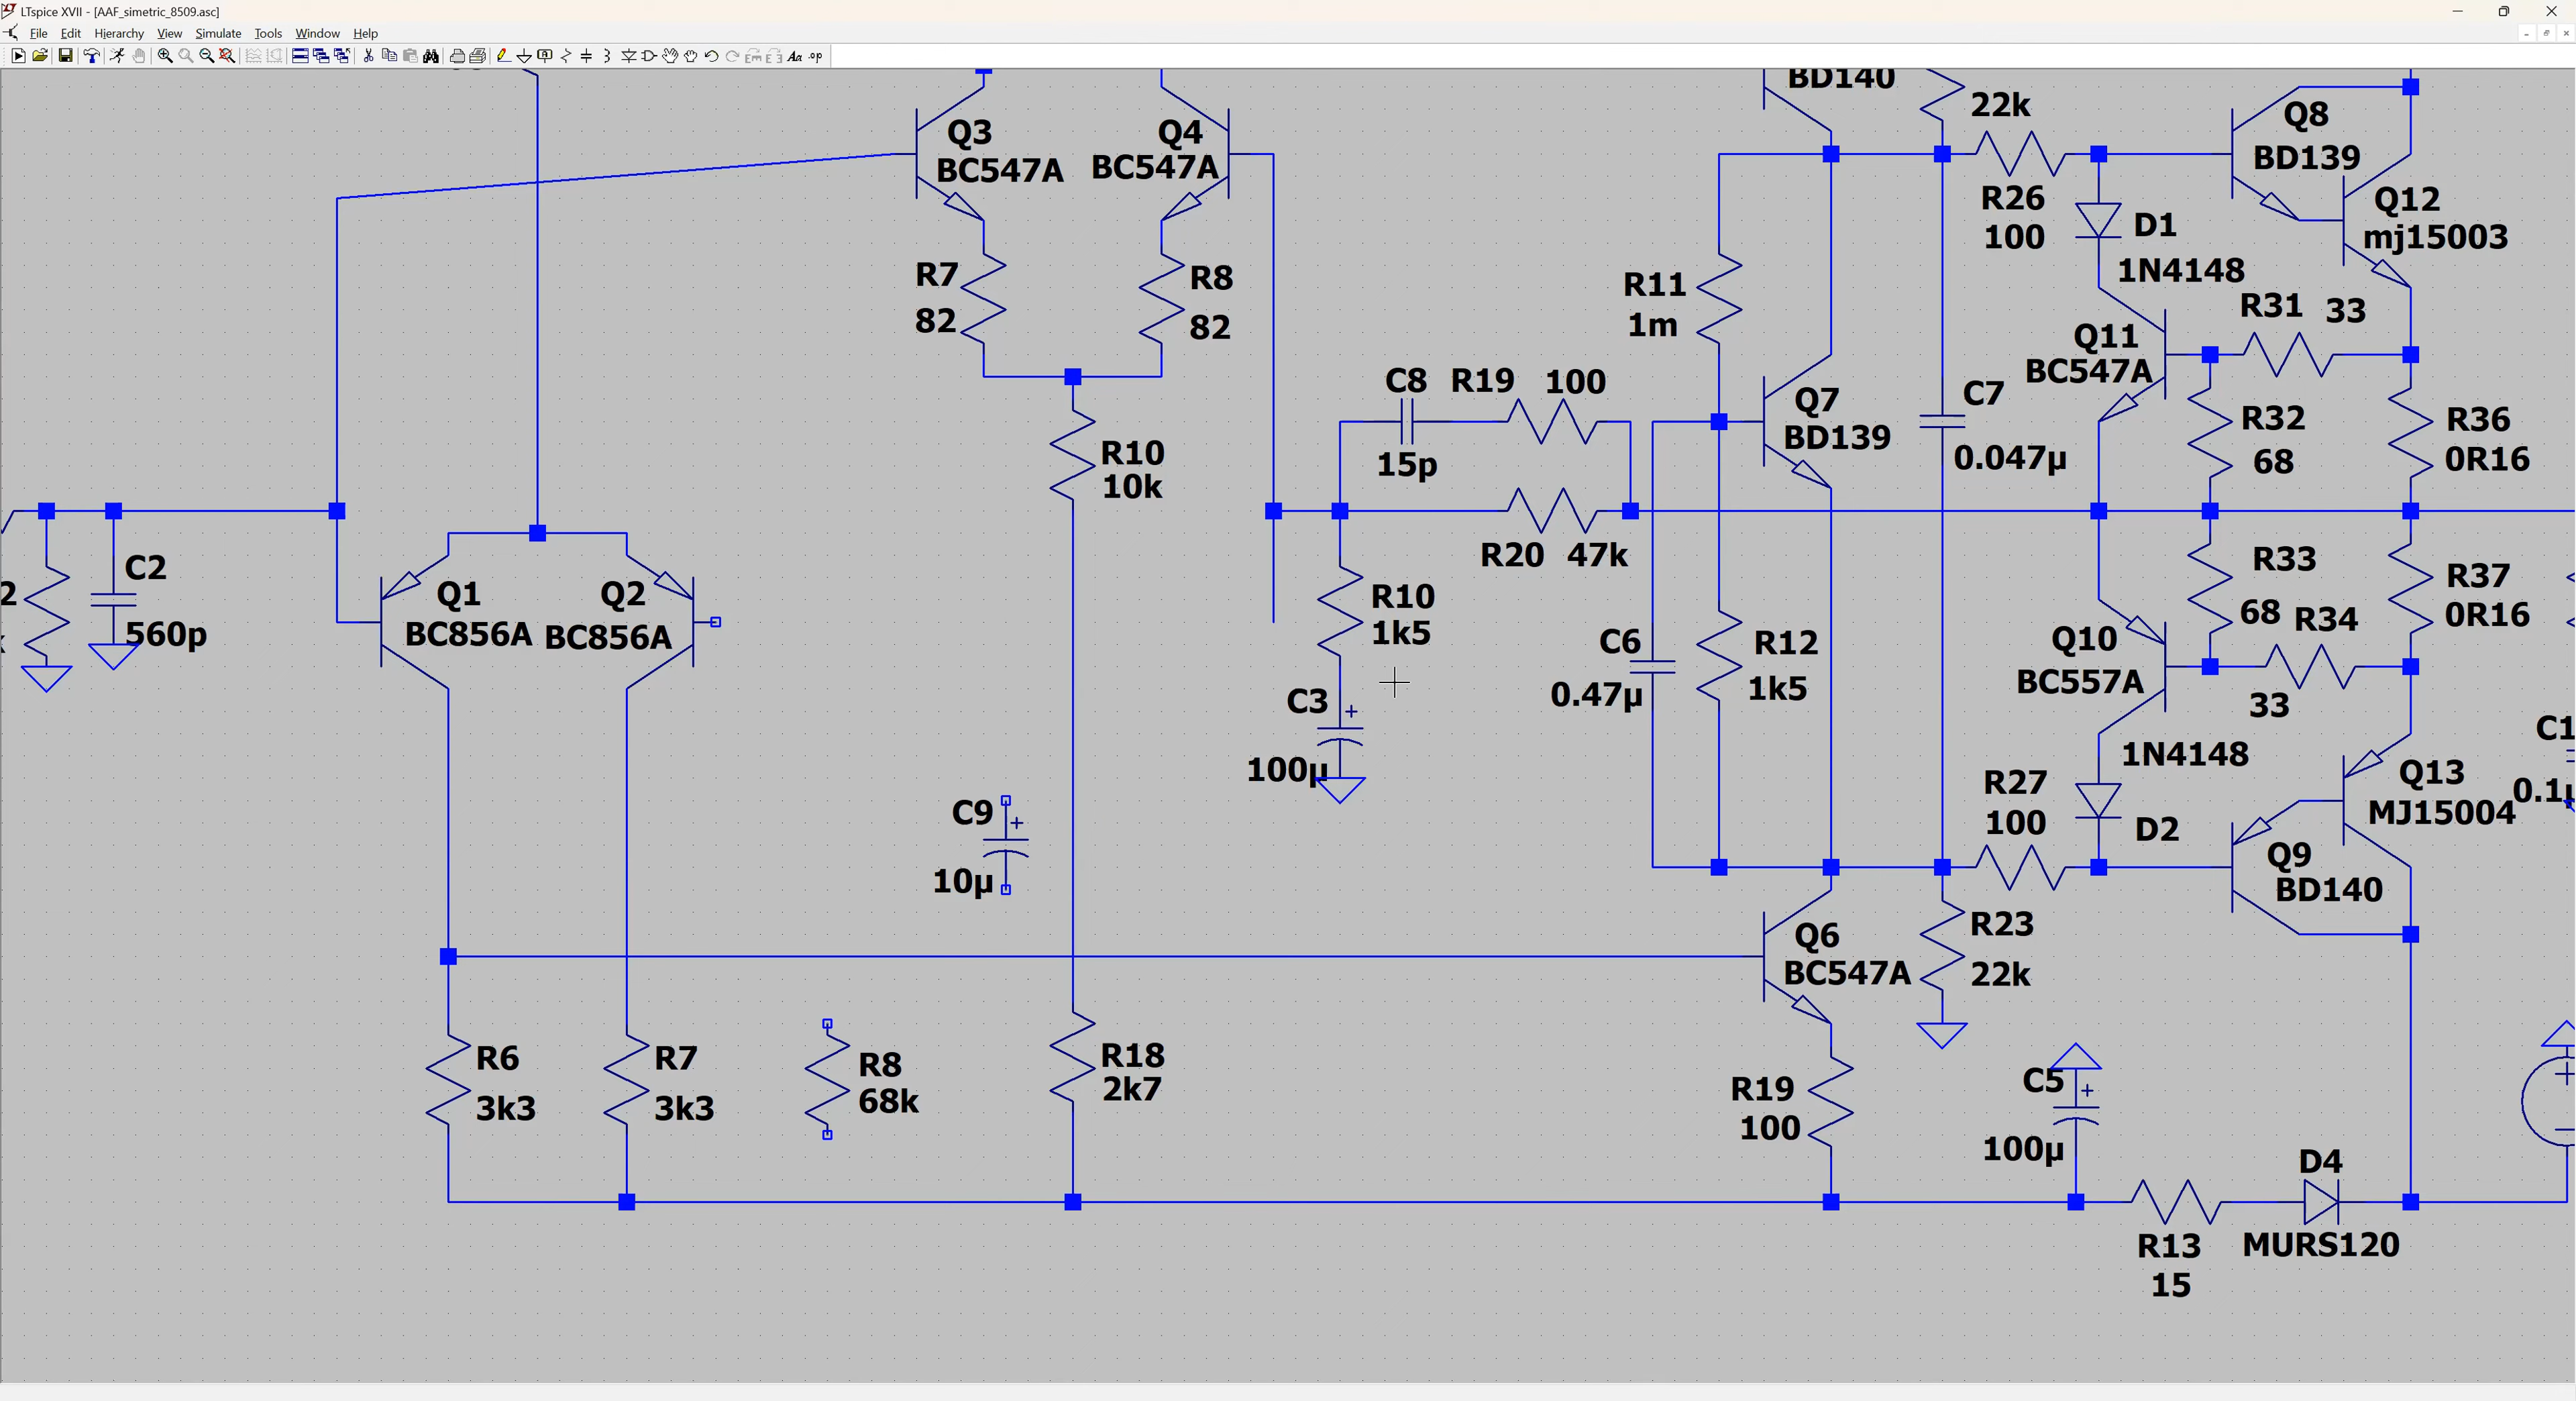 LTspice XVII - [AAF_simetric_8509.asc]
File Edit Hierarchy View Simulate Tools Window Help
BD140
22k
Q8
BD139
Q3
BC547A
Q4
BC547A
R26
100
Q12
mj15003
D1
1N4148
R7
82
R8
82
R11
1m
R31 33
Q11
BC547A
C8 R19 100
15p
Q7
BD139
C7
0.047µ
R32
68
R36
0R16
R10
10k
R20 47k
C2
560p
2
Q1
BC856A
Q2
BC856A
R10
1k5
C6
0.47µ
R12
1k5
R33
68
R34
33
R37
0R16
Q10
BC557A
C3
+
100µ
1N4148
Q13
MJ15004
C1
0.1µ
R27
100
D2
C9
+
10µ
Q9
BD140
Q6
BC547A
R23
22k
R6
3k3
R7
3k3
R8
68k
R18
2k7
R19
100
C5
+
100µ
D4
MURS120
R13
15